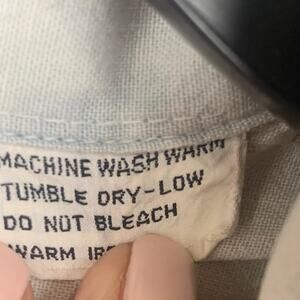 MACHINE WASH WARM
TUMBLE DRY-LOW
DO NOT BLEACH
WARM